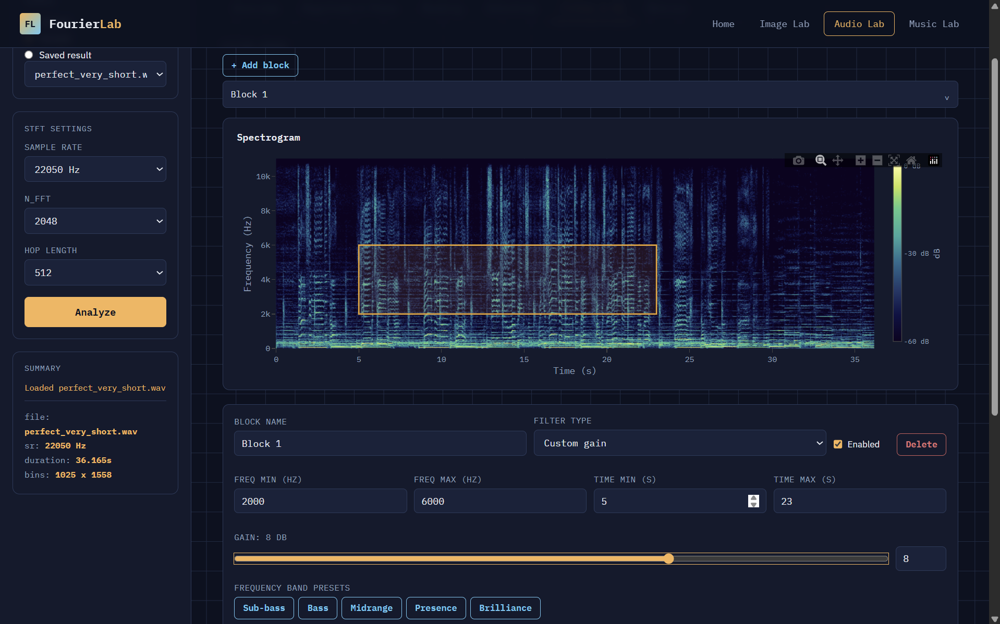 FL FourierLab
Home Image Lab Audio Lab Music Lab
Saved result
perfect_very_short.w
STFT SETTINGS
SAMPLE RATE
22050 Hz
N_FFT
2048
HOP LENGTH
512
Analyze
SUMMARY
Loaded perfect_very_short.wav
file:
perfect_very_short.wav
sr: 22050 Hz
duration: 36.165s
bins: 1025 x 1558
+ Add block
Block 1 v
Spectrogram
10k
8k
6k
4k
2k
0
Frequency (Hz)
0 5 10 15 20 25 30 35
Time (s)
0 dB
-30 dB
-60 dB
dB
BLOCK NAME
Block 1
FILTER TYPE
Custom gain
Enabled
Delete
FREQ MIN (HZ)
2000
FREQ MAX (HZ)
6000
TIME MIN (S)
5
TIME MAX (S)
23
GAIN: 8 DB
8
FREQUENCY BAND PRESETS
Sub-bass Bass Midrange Presence Brilliance